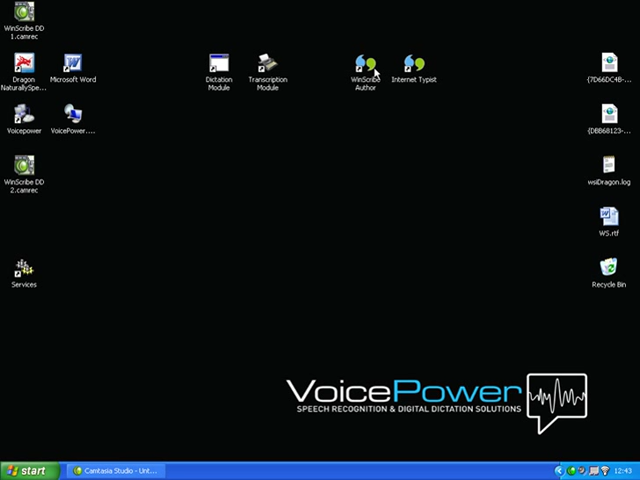 WinScribe DD
1.camrec
Dragon
NaturallySpe...
Microsoft Word
Dictation
Module
Transcription
Module
WinScribe
Author
Internet Typist
{7D66DC4B-...
Voicepower
VoicePower....
{DBB68123-...
WinScribe DD
2.camrec
wsiDragon.log
WS.rtf
Services
Recycle Bin
VoicePower
SPEECH RECOGNITION & DIGITAL DICTATION SOLUTIONS
start
Camtasia Studio - Unt...
12:43